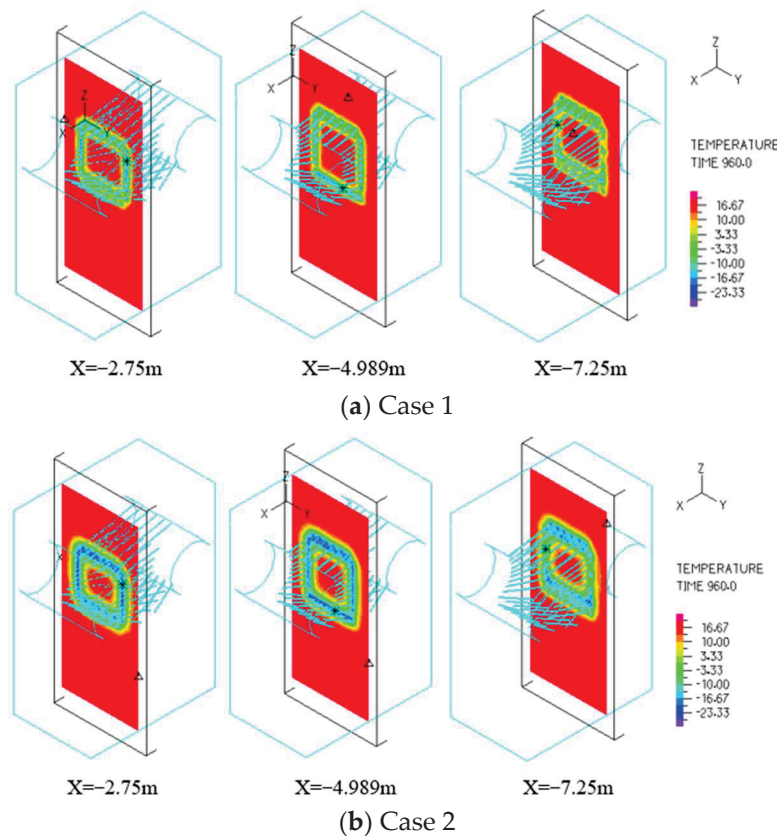 Z
X
Y
Z
X
Y
Z
X
Y
TEMPERATURE
TIME 960.0
16.67
10.00
3.33
-3.33
-10.00
-16.67
-23.33
X=−2.75m
X=−4.989m
X=−7.25m
(a) Case 1
X
Z
X
Y
Z
X
Y
TEMPERATURE
TIME 960.0
16.67
10.00
3.33
-3.33
-10.00
-16.67
-23.33
X=−2.75m
X=−4.989m
X=−7.25m
(b) Case 2